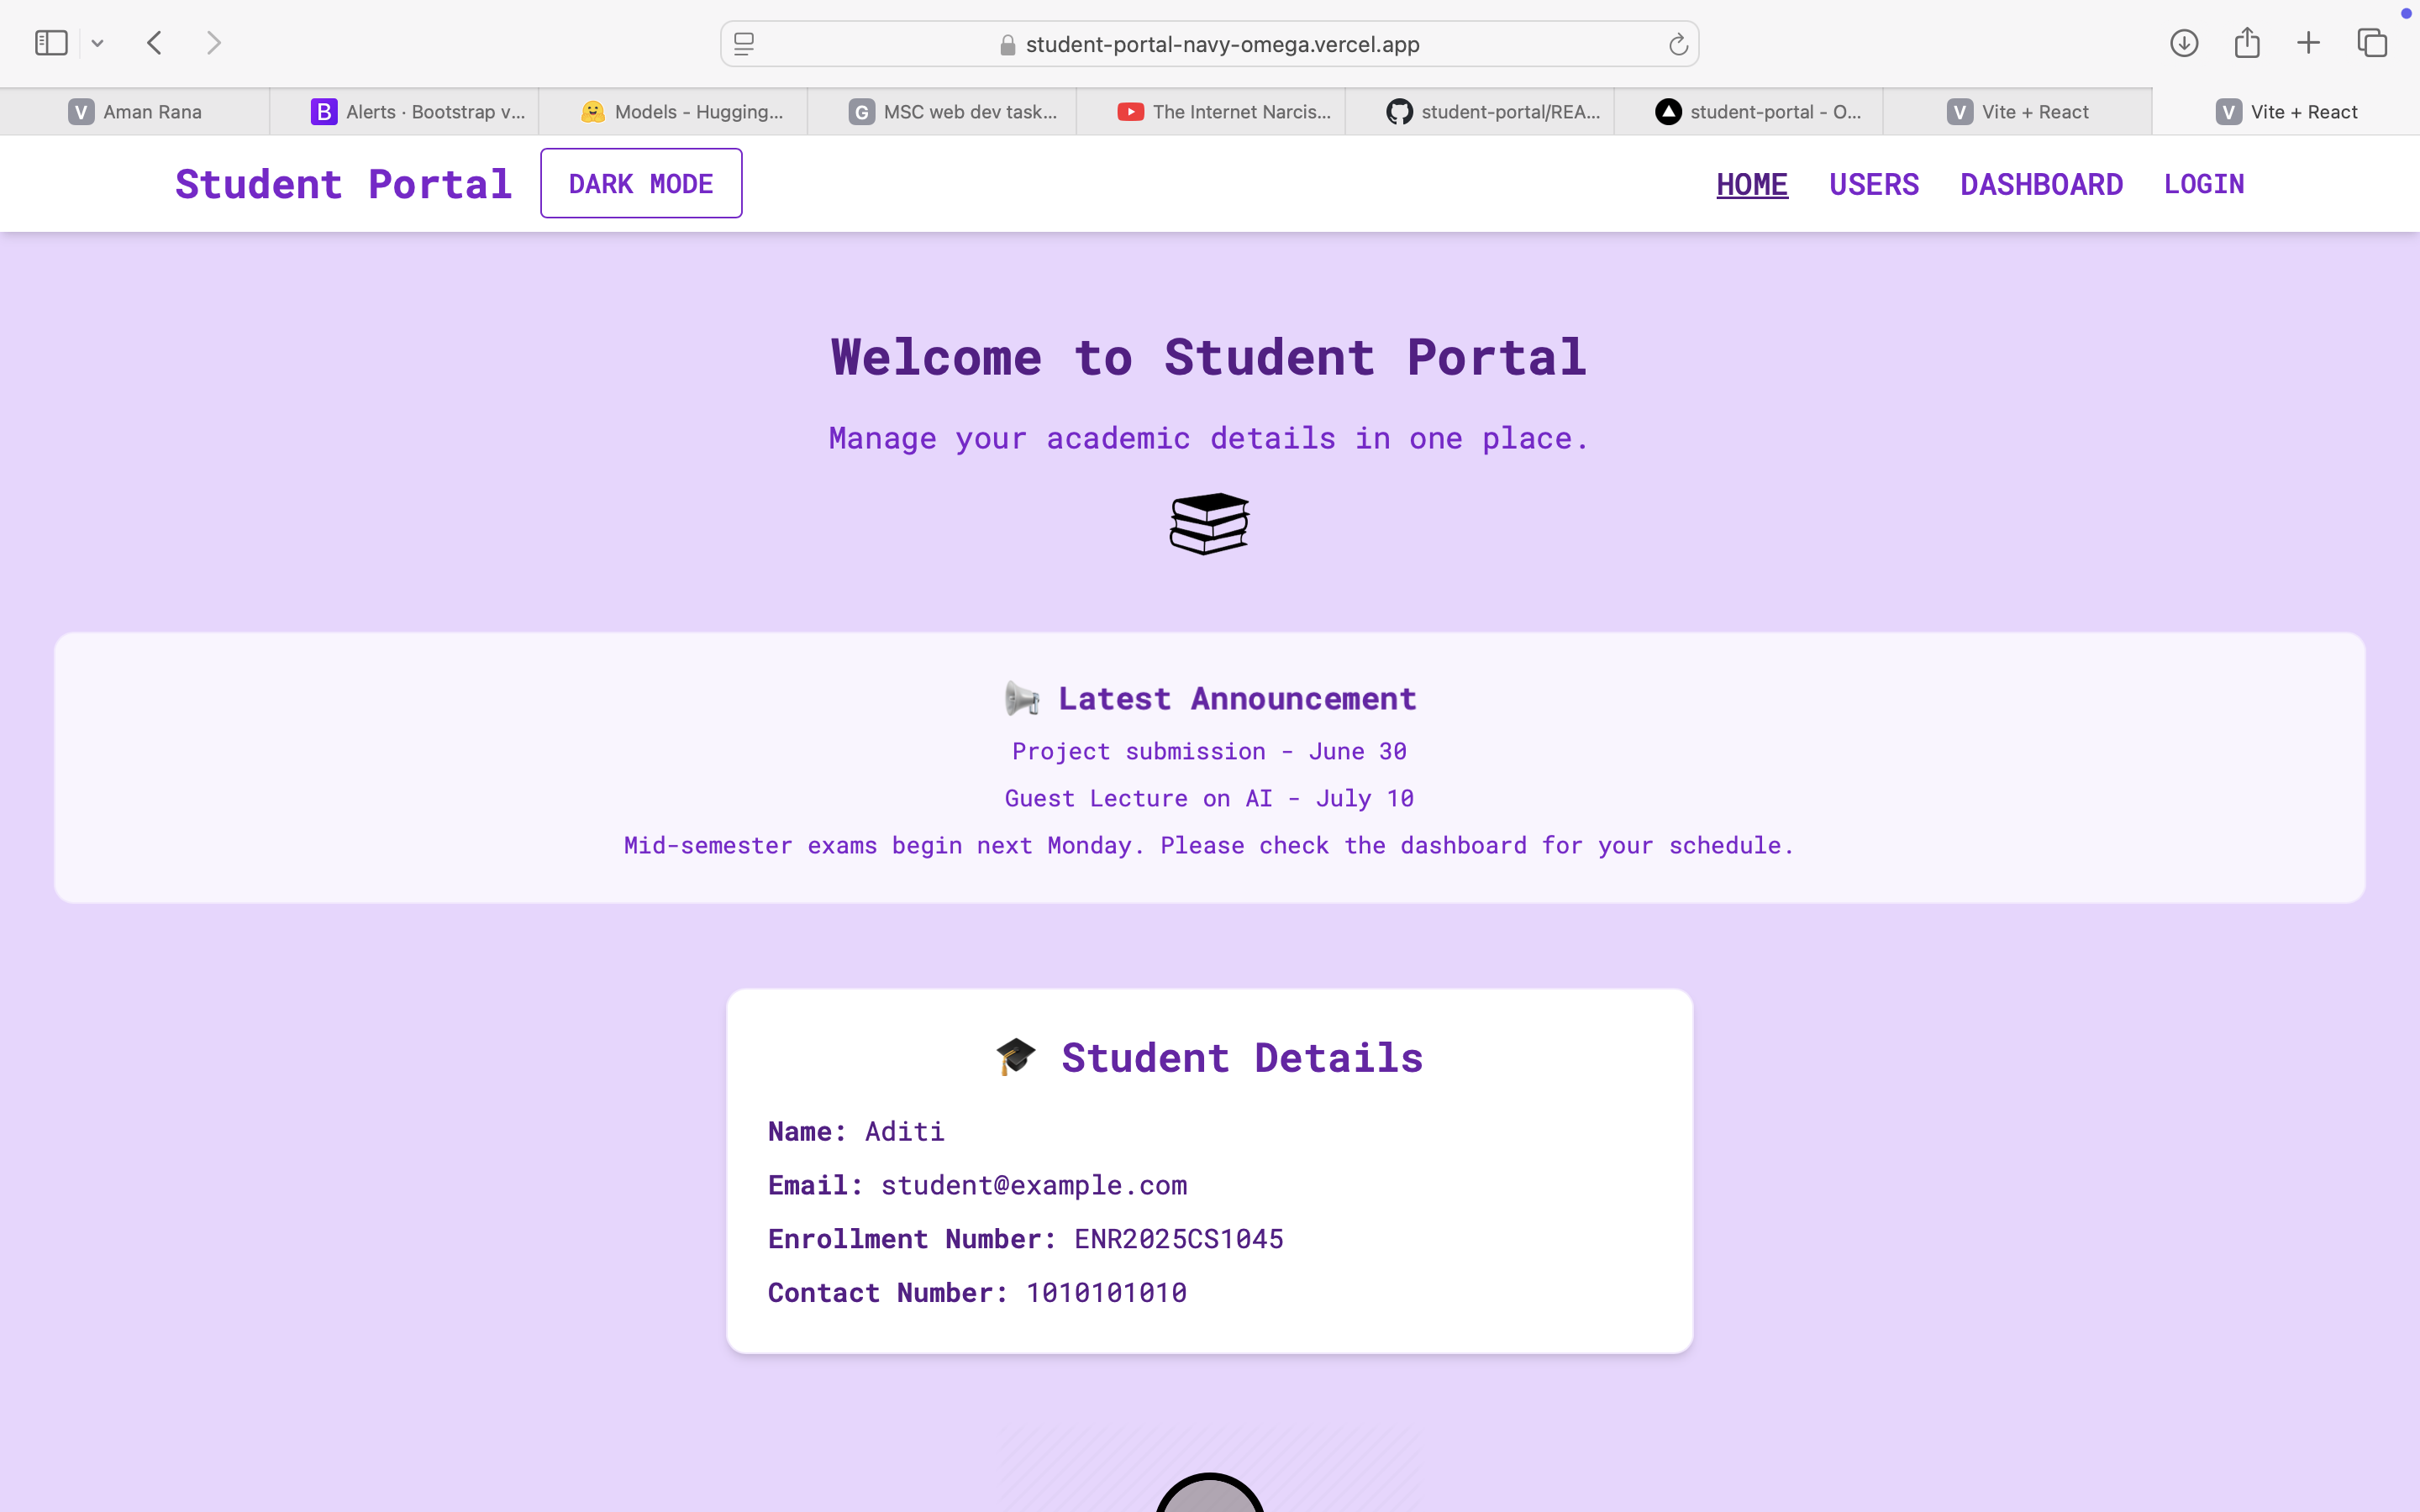 student-portal-navy-omega.vercel.app
V Aman Rana
B Alerts · Bootstrap v...
Models - Hugging...
G MSC web dev task...
The Internet Narcis...
student-portal/REA...
student-portal - O...
V Vite + React
V Vite + React
Student Portal
DARK MODE
HOME
USERS
DASHBOARD
LOGIN
Welcome to Student Portal
Manage your academic details in one place.
Latest Announcement
Project submission - June 30
Guest Lecture on AI - July 10
Mid-semester exams begin next Monday. Please check the dashboard for your schedule.
Student Details
Name: Aditi
Email: student@example.com
Enrollment Number: ENR2025CS1045
Contact Number: 1010101010